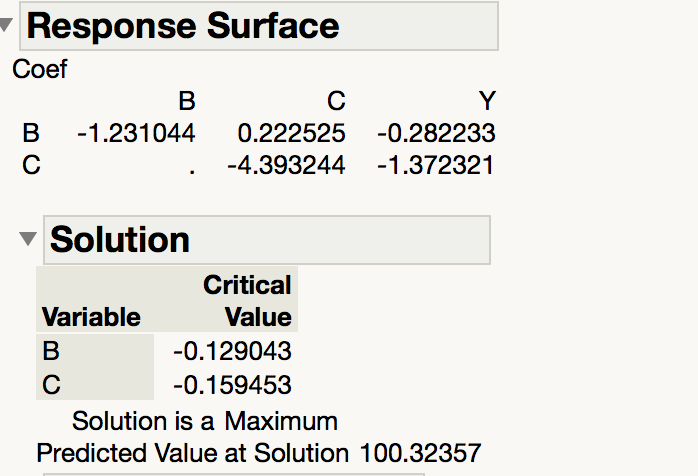 Response Surface
Coef
B C Y
B -1.231044 0.222525 -0.282233
C . -4.393244 -1.372321
Solution
Critical
Variable Value
B -0.129043
C -0.159453
Solution is a Maximum
Predicted Value at Solution 100.32357